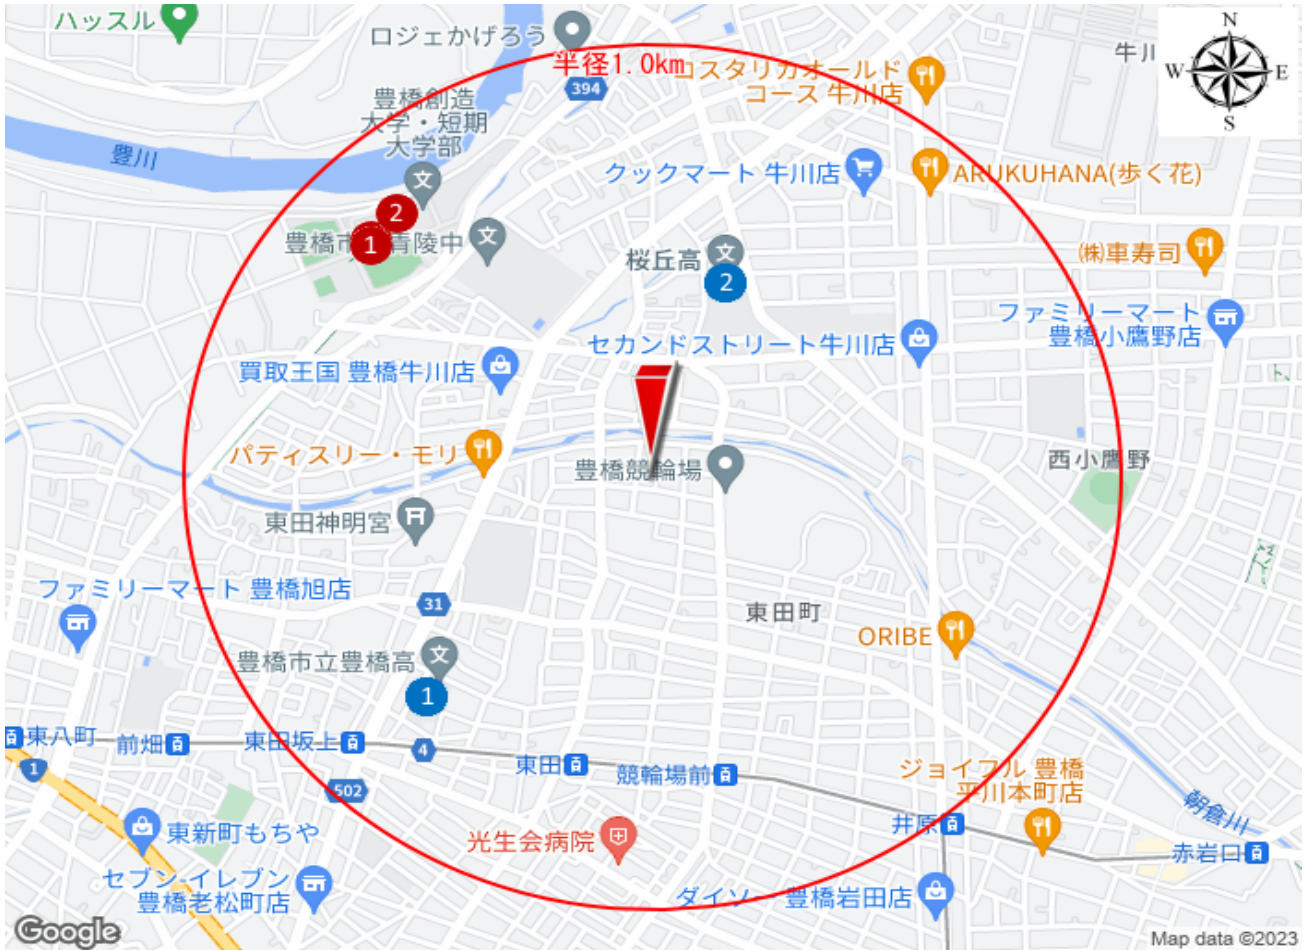 ハッスル
ロジェかげろう
半径1.0km
コスタリカオールド
コース 牛川店
牛川
N
W
E
S
394
豊橋創造
大学・短期
大学部
豊川
クックマート 牛川店
ARUKUHANA(歩く花)
2
1
豊橋市
青陵中
桜丘高
2
㈱車寿司
ファミリーマート
豊橋小鷹野店
セカンドストリート牛川店
買取王国 豊橋牛川店
パティスリー・モリ
豊橋競輪場
西小鷹野
東田神明宮
ファミリーマート 豊橋旭店
31
東田町
ORIBE
豊橋市立豊橋高
1
東八町
前畑
東田坂上
4
東田
競輪場前
1
502
ジョイフル 豊橋
平川本町店
朝倉川
東新町もちや
光生会病院
井原
赤岩口
セブン-イレブン
豊橋老松町店
ダイソー 豊橋岩田店
Google
Map data ©2023